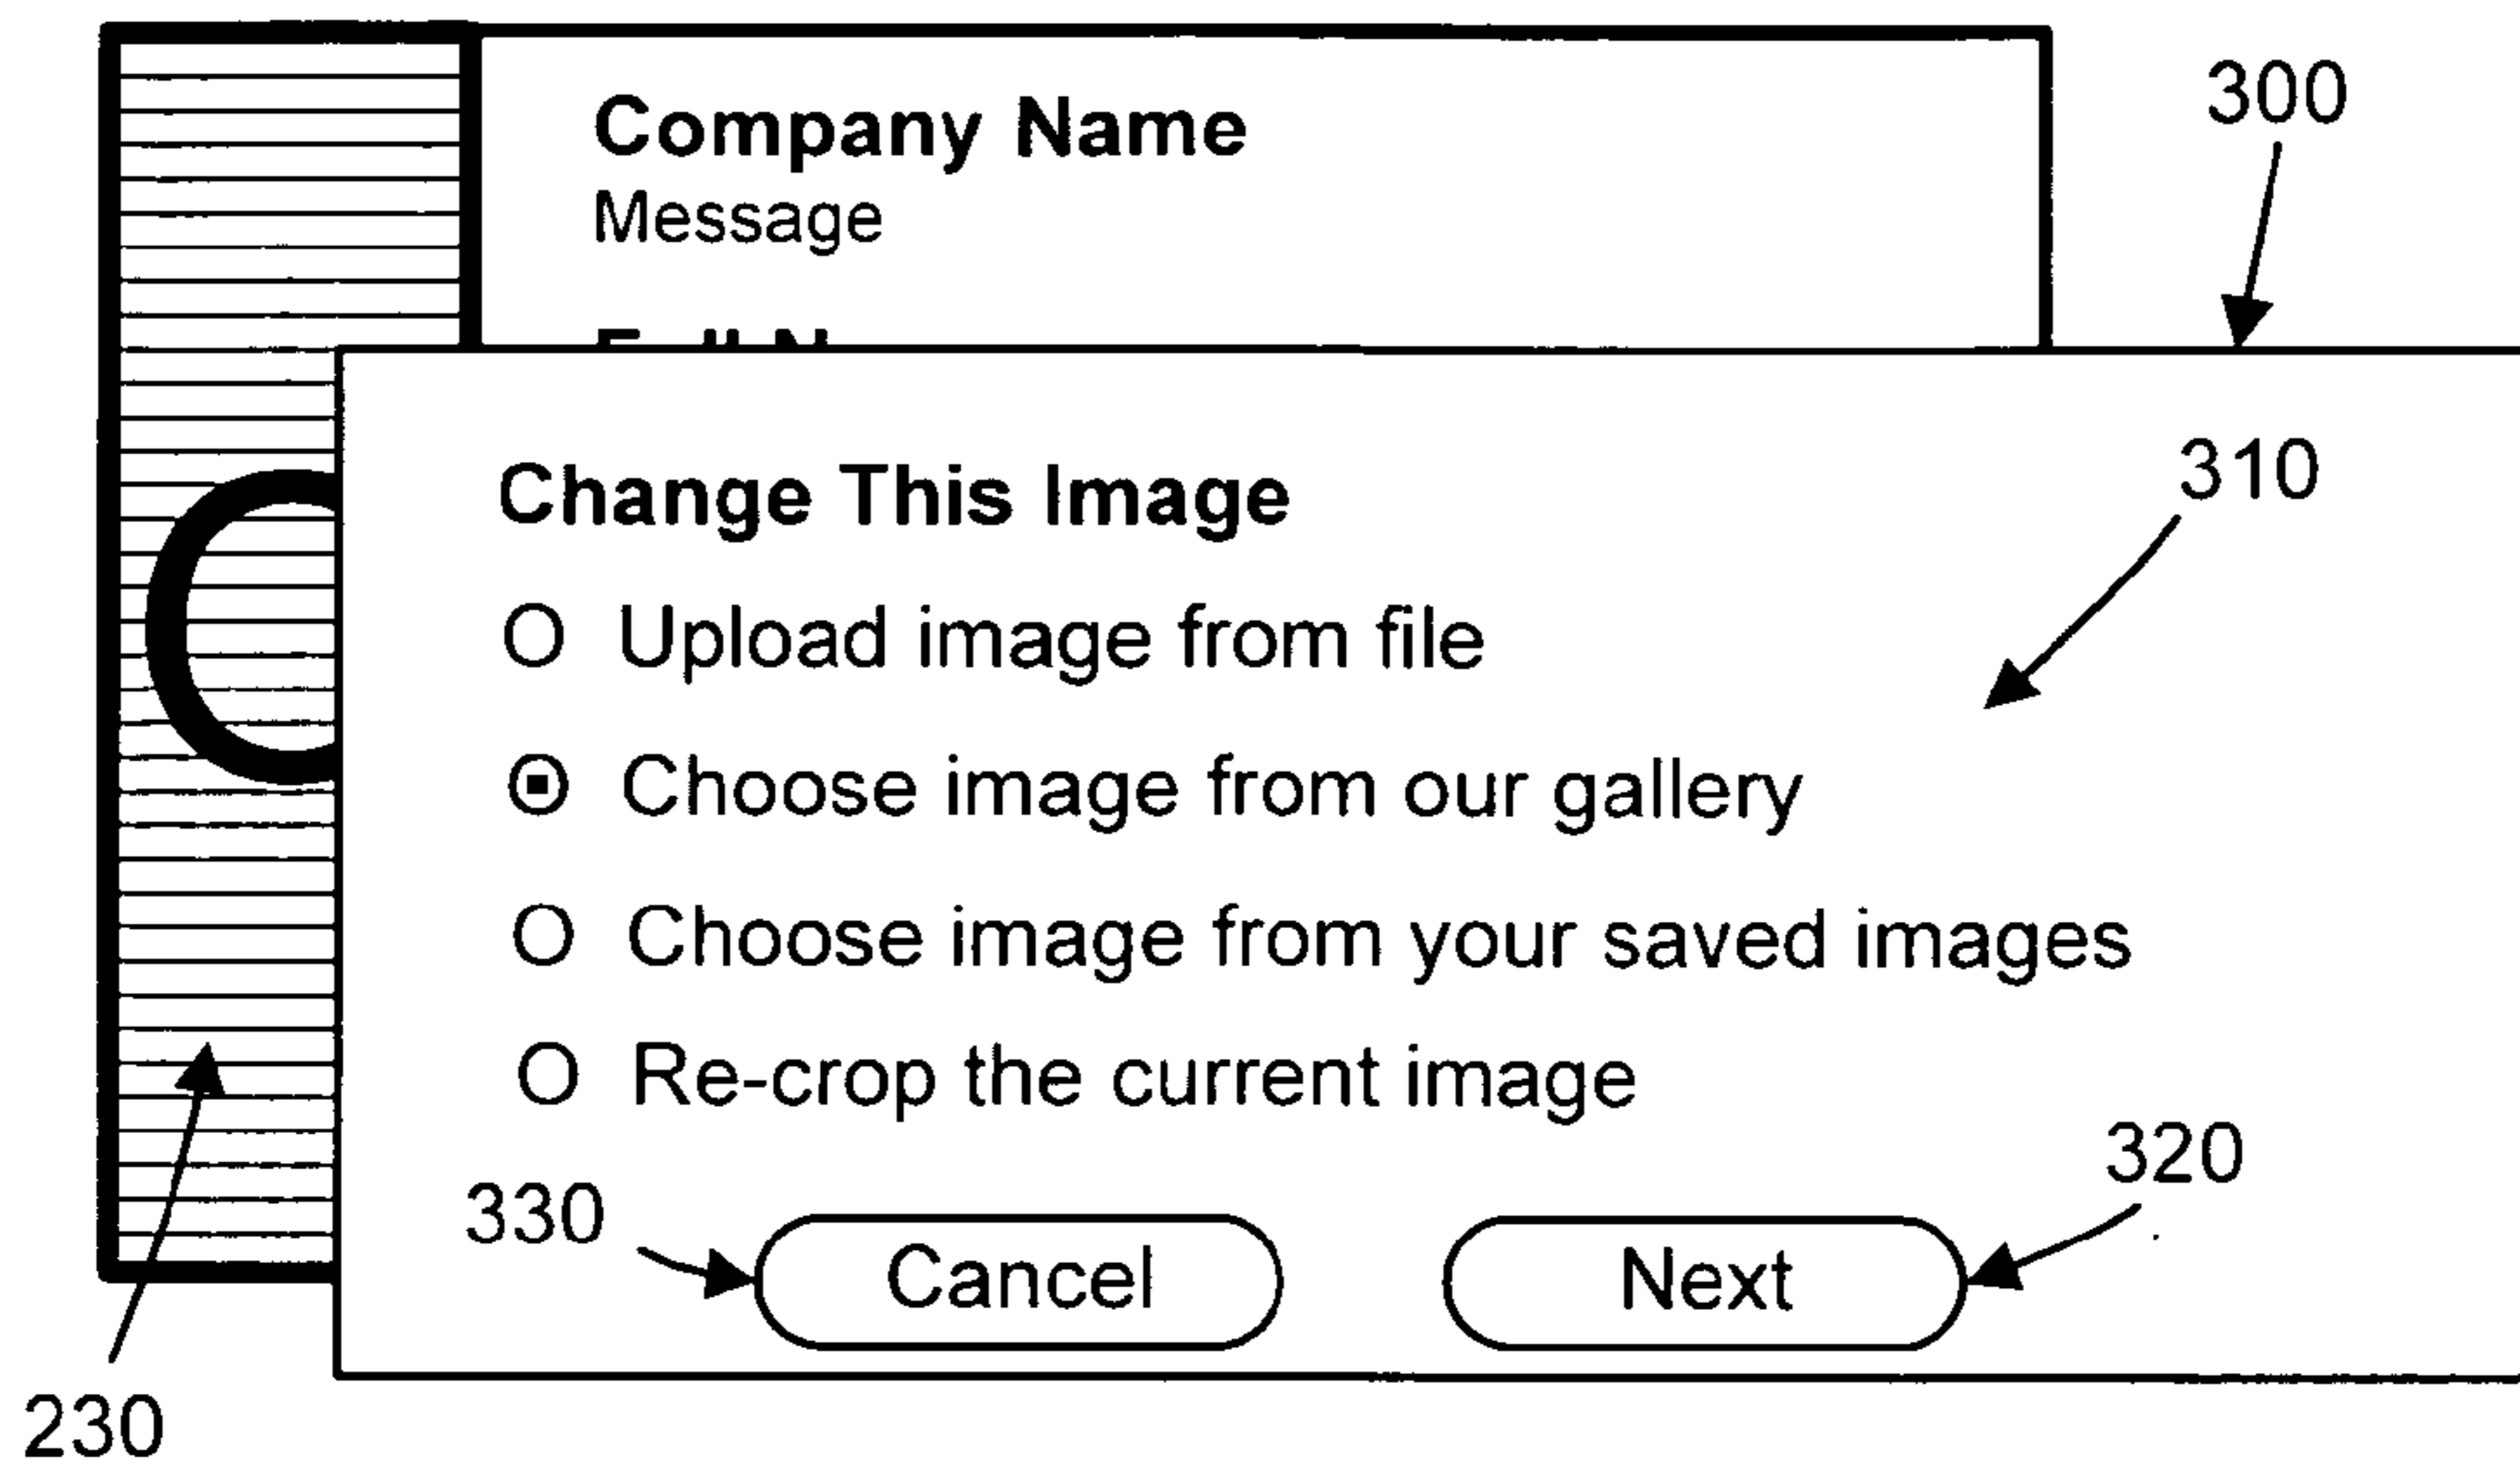 Company Name
300
Message
Change This Image
310
Upload image from file
Choose image from our gallery
Choose image from your saved images
Re-crop the current image
330
320
Cancel
Next
230